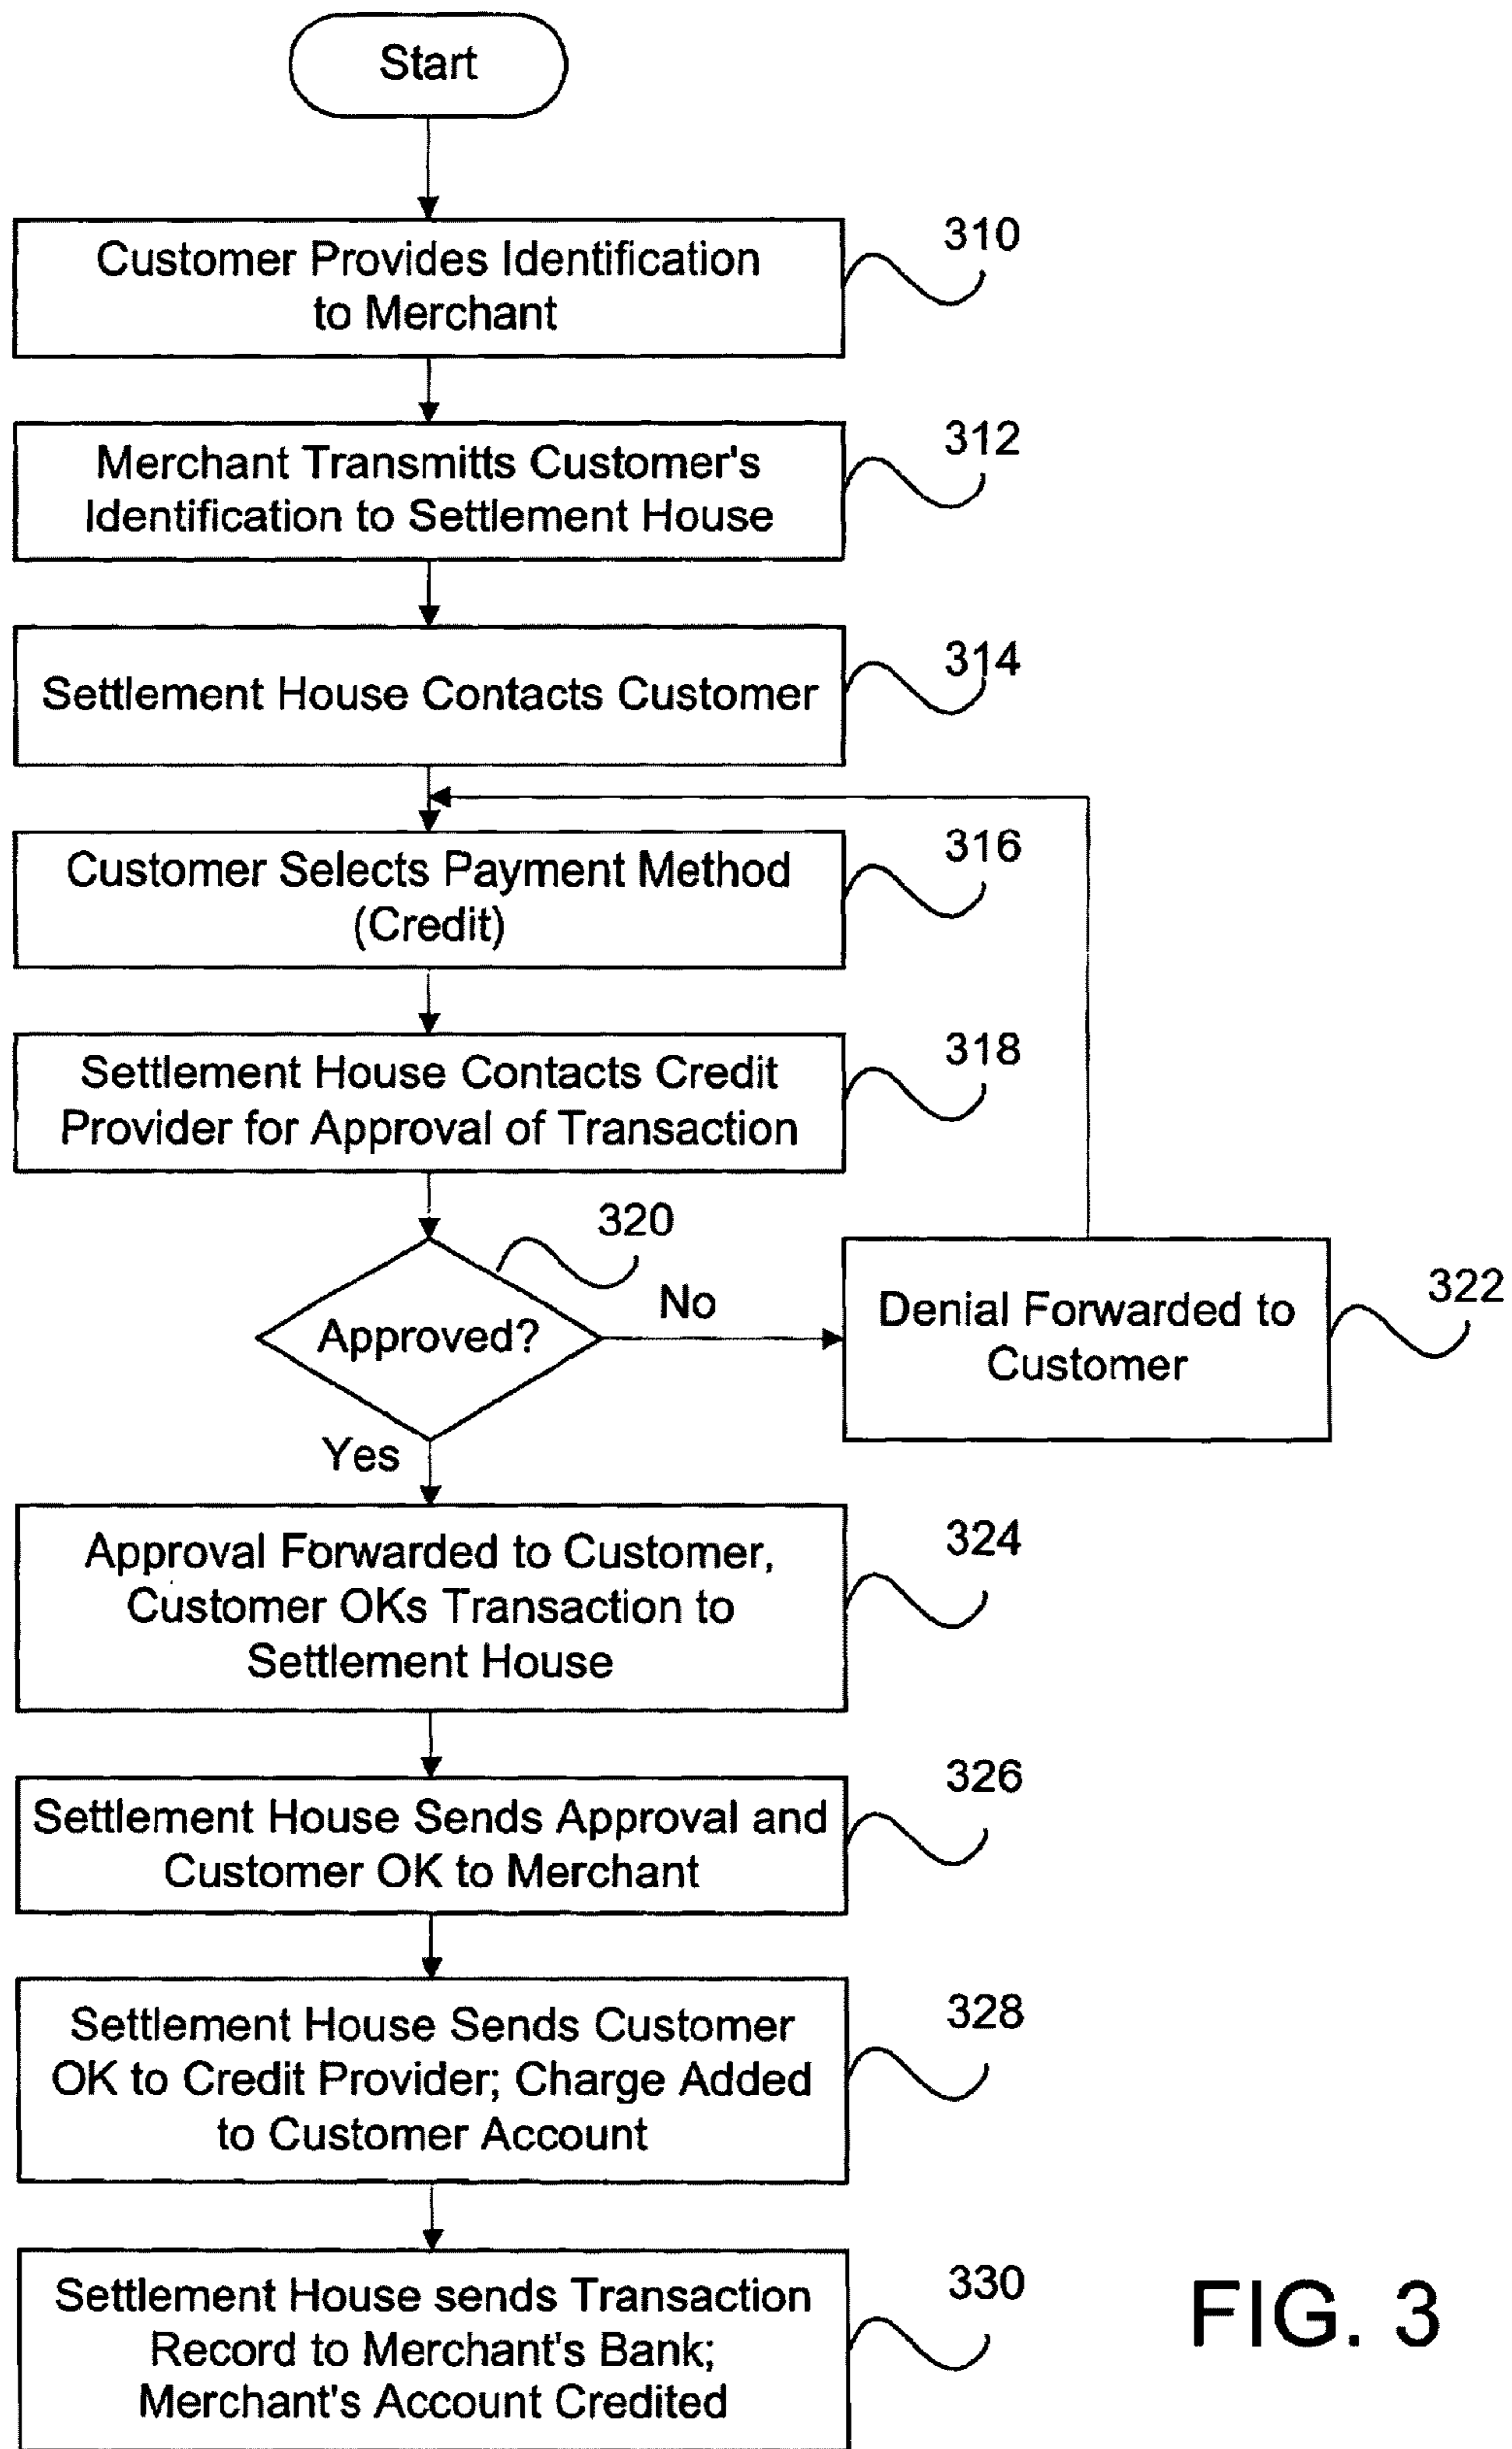 Start
310
Customer Provides Identification
to Merchant
312
Merchant Transmitts Customer's
Identification to Settlement House
314
Settlement House Contacts Customer
316
Customer Selects Payment Method
(Credit)
318
Settlement House Contacts Credit
Provider for Approval of Transaction
320
Approved?
No
322
Denial Forwarded to
Customer
Yes
324
Approval Forwarded to Customer,
Customer OKs Transaction to
Settlement House
326
Settlement House Sends Approval and
Customer OK to Merchant
328
Settlement House Sends Customer
OK to Credit Provider; Charge Added
to Customer Account
330
Settlement House sends Transaction
Record to Merchant's Bank;
Merchant's Account Credited
FIG. 3